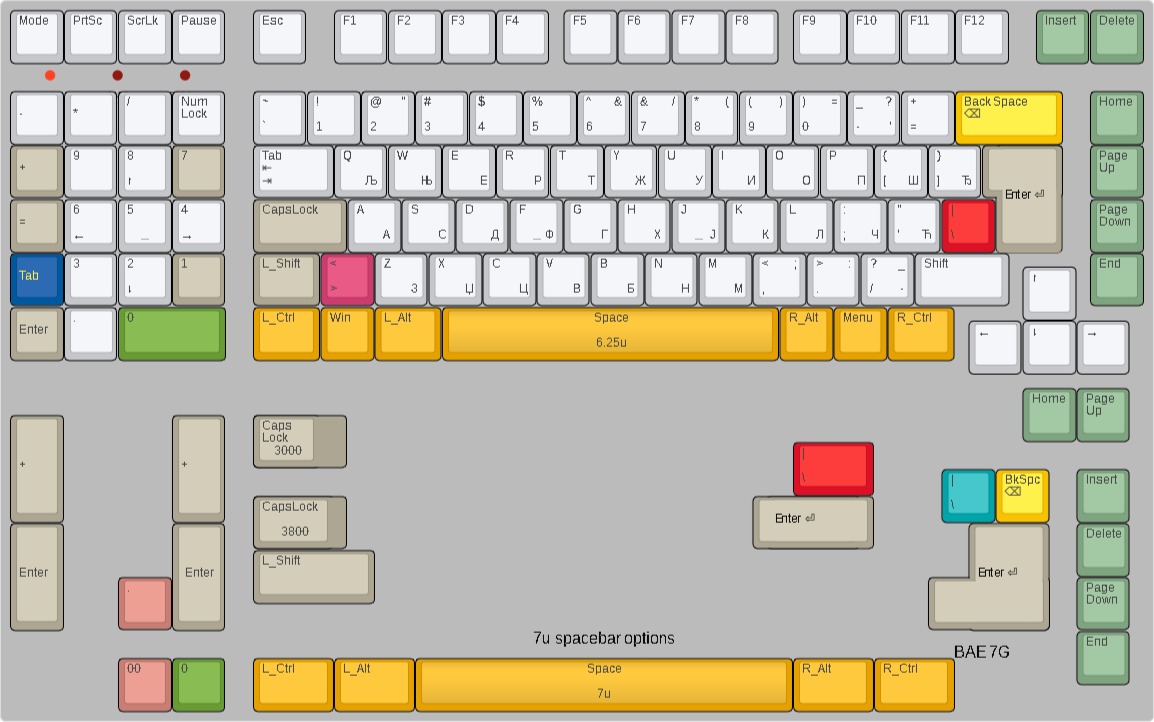 Mode PrtSc ScrLk Pause Esc F1 F2 F3 F4 F5 F6 F7 F8 F9 F10 F11 F12 Insert Delete
Num
Lock
- * / ~ ` ! 1 @ " 2 # 3 $ 4 % 5 ^ & 6 & / 7 * ( 8 ( ) 9 ) = 0 _ ? - ' + =
Back Space
⌫
Home
+ 9 8 7 Tab Q Љ W Њ E Е R Р T Т Y Ж U У I И O О P П { [ Ш } ] Ђ
⇤
⇥
Enter ⏎
Page
Up
= 6 5 4 CapsLock A А S С D Д F _ Ф G Г H Х J _ Ј K К L Л : ; Ч " ' Ћ | \
← _ →
Page
Down
Tab 3 2 1 L_Shift < > Z З X Џ C Ц V В B Б N Н M М < ; , > : . ? _ / - Shift
End
Enter . 0 L_Ctrl Win L_Alt Space R_Alt Menu R_Ctrl
6.25u
← →
Home Page
Up
+ +
Caps
Lock
3000
| \
CapsLock
3800
Enter ⏎
| \
BkSpc
⌫
Insert
L_Shift
Delete
Enter Enter
Enter ⏎
.
Page
Down
7u spacebar options
End
BAE 7G
00 0 L_Ctrl L_Alt Space R_Alt R_Ctrl
7u